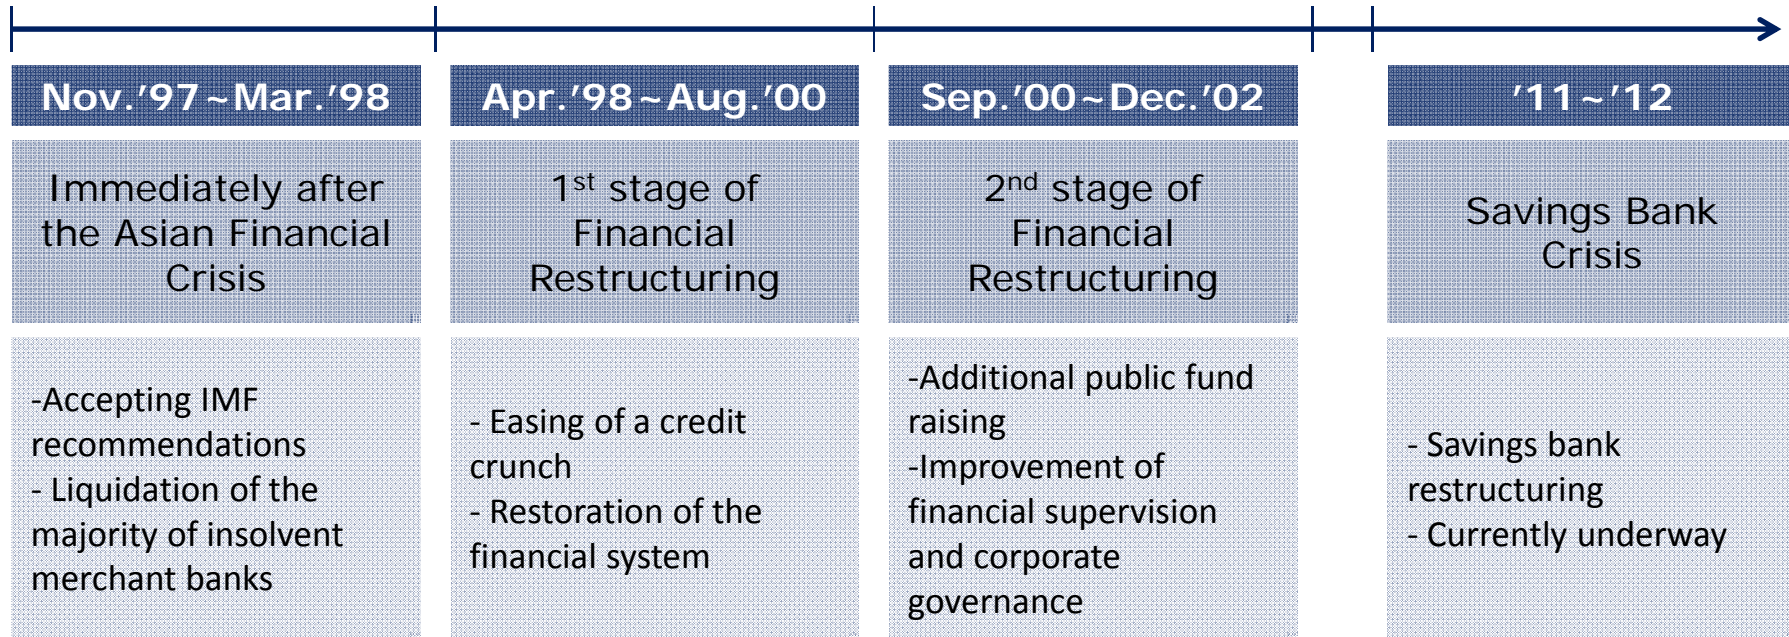 Nov.'97~Mar.'98
Immediately after
the Asian Financial
Crisis
-Accepting IMF
recommendations
- Liquidation of the
majority of insolvent
merchant banks
Apr.'98~Aug.'00
1st stage of
Financial
Restructuring
- Easing of a credit
crunch
- Restoration of the
financial system
Sep.'00~Dec.'02
2nd stage of
Financial
Restructuring
-Additional public fund
raising
-Improvement of
financial supervision
and corporate
governance
'11~'12
Savings Bank
Crisis
- Savings bank
restructuring
- Currently underway